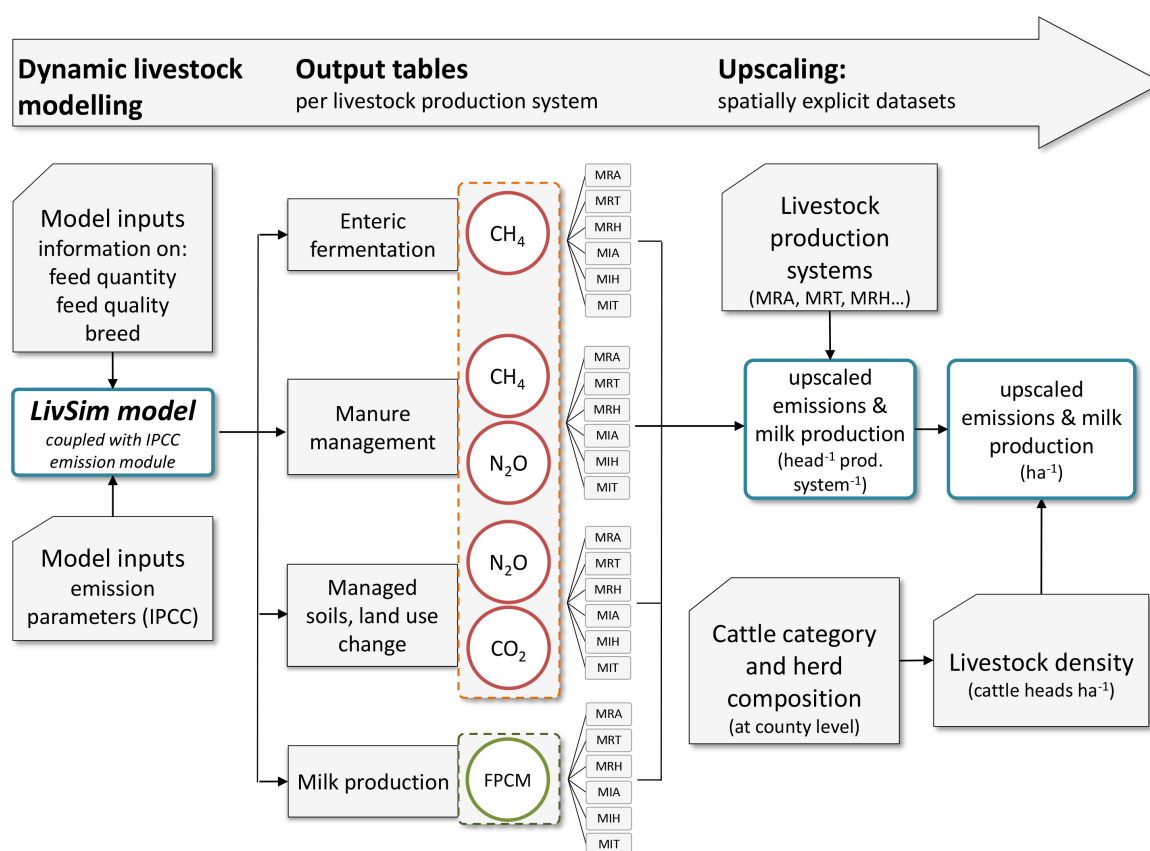 Dynamic livestock
modelling
Output tables
per livestock production system
Upscaling:
spatially explicit datasets
Model inputs
information on:
feed quantity
feed quality
breed
LivSim model
coupled with IPCC
emission module
Model inputs
emission
parameters (IPCC)
Enteric
fermentation
CH₄
MRA
MRT
MRH
MIA
MIH
MIT
Manure
management
CH₄
N₂O
MRA
MRT
MRH
MIA
MIH
MIT
Managed
soils, land use
change
N₂O
CO₂
MRA
MRT
MRH
MIA
MIH
MIT
Milk production
FPCM
MRA
MRT
MRH
MIA
MIH
MIT
Livestock
production
systems
(MRA, MRT, MRH...)
upscaled
emissions &
milk production
(head⁻¹ prod.
system⁻¹)
upscaled
emissions & milk
production
(ha⁻¹)
Cattle category
and herd
composition
(at county level)
Livestock density
(cattle heads ha⁻¹)